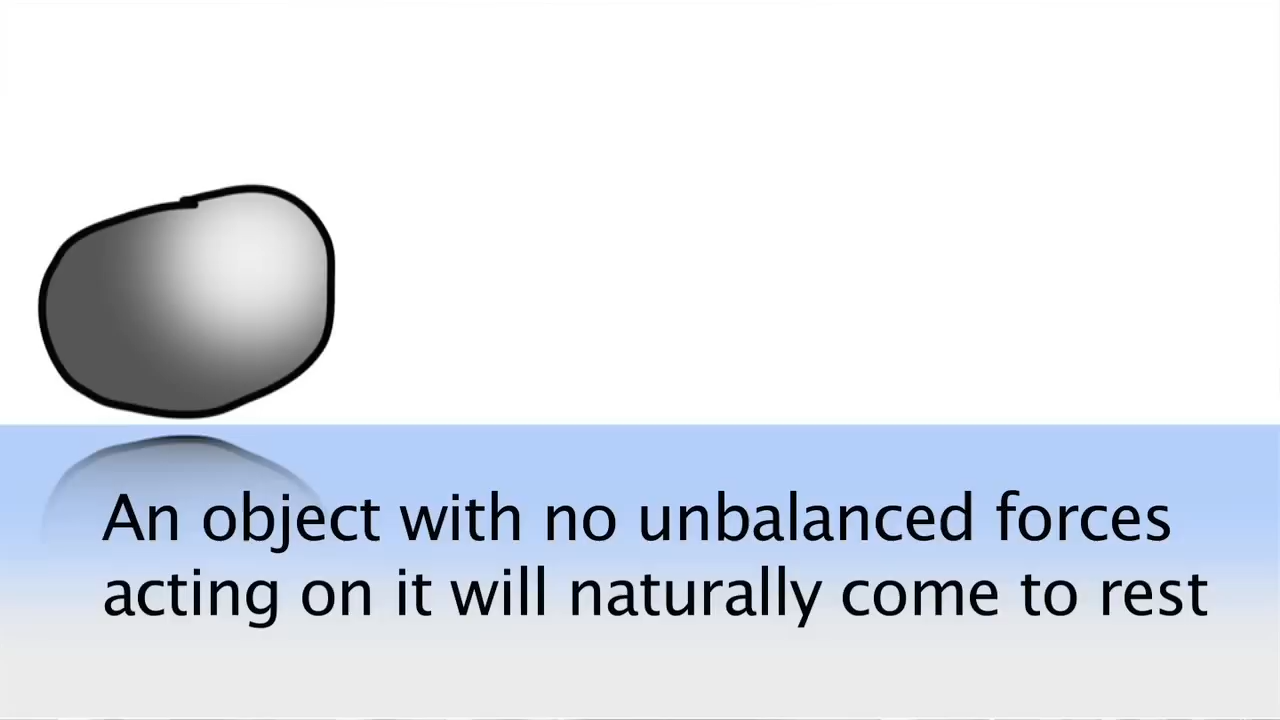 An object with no unbalanced forces
acting on it will naturally come to rest